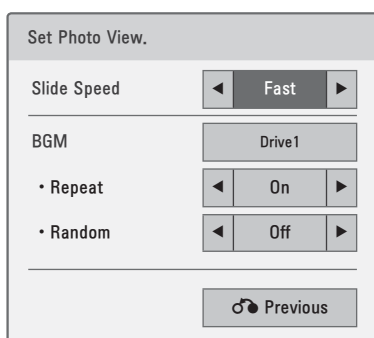 Set Photo View.
Slide Speed ◀ Fast ▶
BGM Drive1
• Repeat ◀ On ▶
• Random ◀ Off ▶
Previous